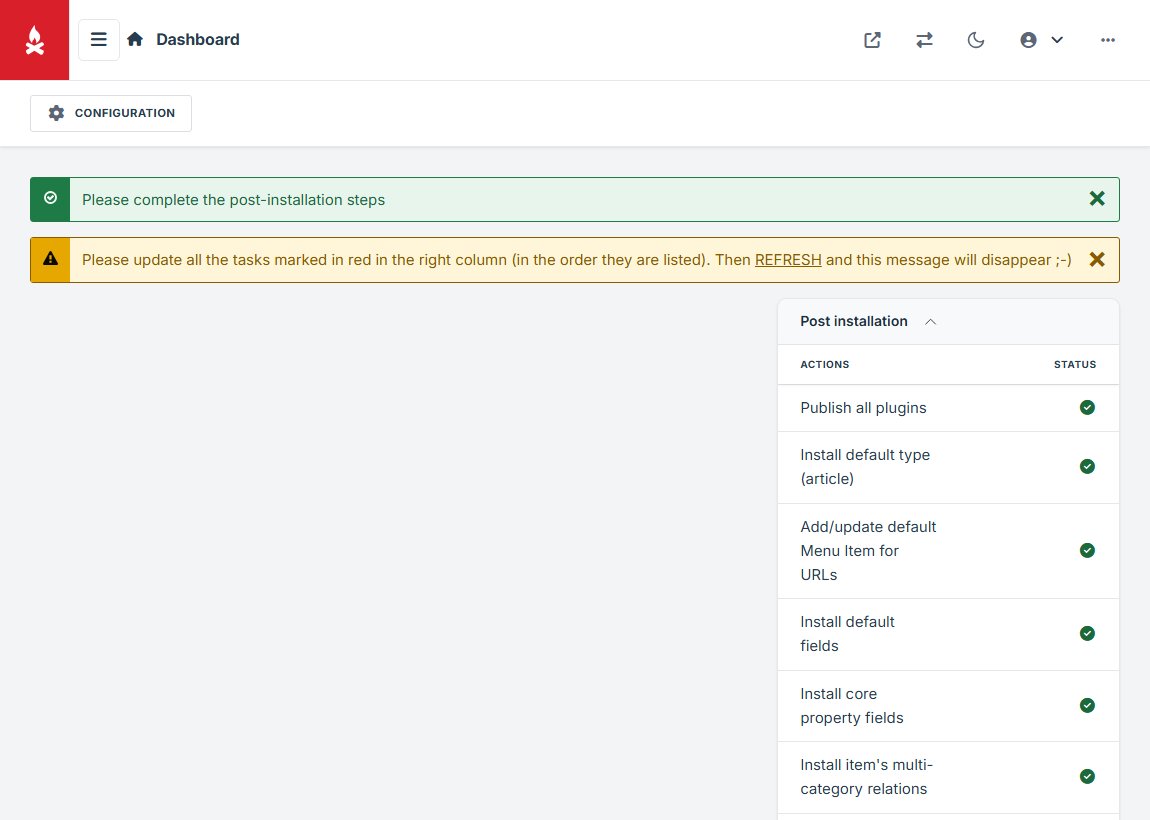 Dashboard
CONFIGURATION
Please complete the post-installation steps
Please update all the tasks marked in red in the right column (in the order they are listed). Then REFRESH and this message will disappear ;-)
Post installation
ACTIONS STATUS
Publish all plugins
Install default type
(article)
Add/update default
Menu Item for
URLs
Install default
fields
Install core
property fields
Install item's multi-
category relations